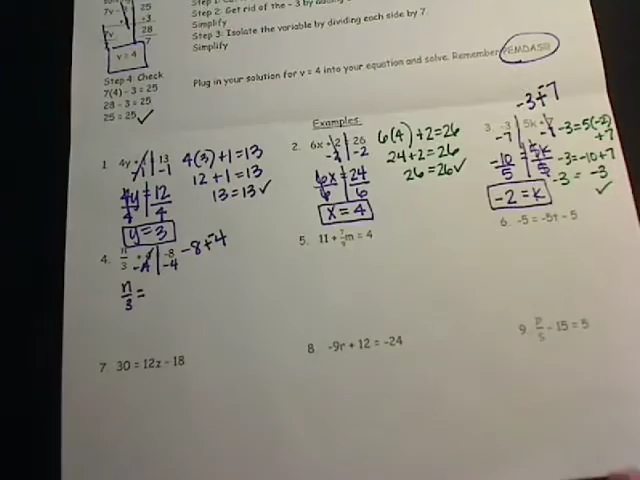 Step 2: Get rid of the - 3 by adding
Simplify
Step 3: Isolate the variable by dividing each side by 7.
Simplify
7v
25
+3
28
7
v = 4
Step 4: Check
7(4) - 3 = 25
28 - 3 = 25
25 = 25 ✓
Plug in your solution for v = 4 into your equation and solve. Remember PEMDAS!!!
Examples
1. 4y + 1 | 13
-1 | -1
4y/4 = 12/4
y = 3
4(3) + 1 = 13
12 + 1 = 13
13 = 13 ✓
2. 6x + 2 | 26
-2 | -2
6x/6 = 24/6
x = 4
6(4) + 2 = 26
24 + 2 = 26
26 = 26 ✓
-3 + -7
3. -3 | 5k + 7
-7 | -7
-10/5 = 5k/5
-2 = k
-3 = 5(-2) + 7
-3 = -10 + 7
-3 = -3
✓
4. n/3 + 4 | -8
-4 | -4
n/3 =
-8 + -4
5. 11 + 7/9 m = 4
6. -5 = -5t - 5
7. 30 = 12z - 18
8. -9r + 12 = -24
9. p/5 - 15 = 5